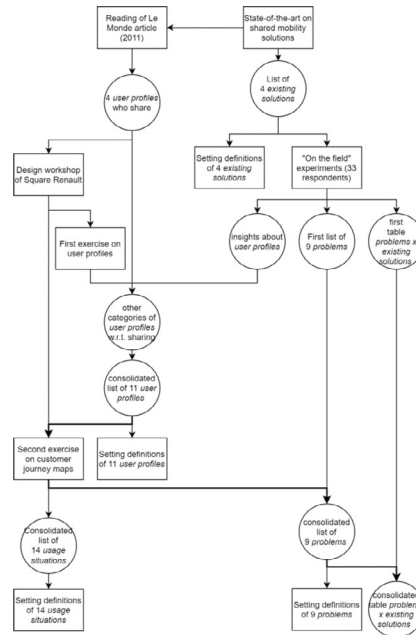 Reading of Le
Monde article
(2011)
State-of-the-art on
shared mobility
solutions
4 user profiles
who share
List of
4 existing
solutions
Design workshop
of Square Renault
Setting definitions
of 4 existing
solutions
"On the field"
experiments (33
respondents)
First exercise on
user profiles
insights about
user profiles
First list of
9 problems
first
table
problems x
existing
solutions
other
categories of
user profiles
w.r.t. sharing
consolidated
list of 11 user
profiles
Second exercise
on customer
journey maps
Setting definitions
of 11 user profiles
Consolidated
list of
14 usage
situations
consolidated
list of
9 problems
Setting definitions
of 14 usage
situations
Setting definitions
of 9 problems
consolidated
table problems
x existing
solutions